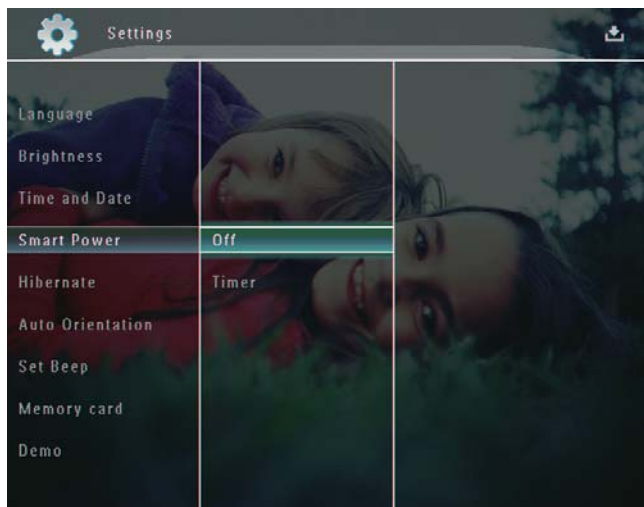 Settings
Language
Brightness
Time and Date
Smart Power
Off
Hibernate
Timer
Auto Orientation
Set Beep
Memory card
Demo